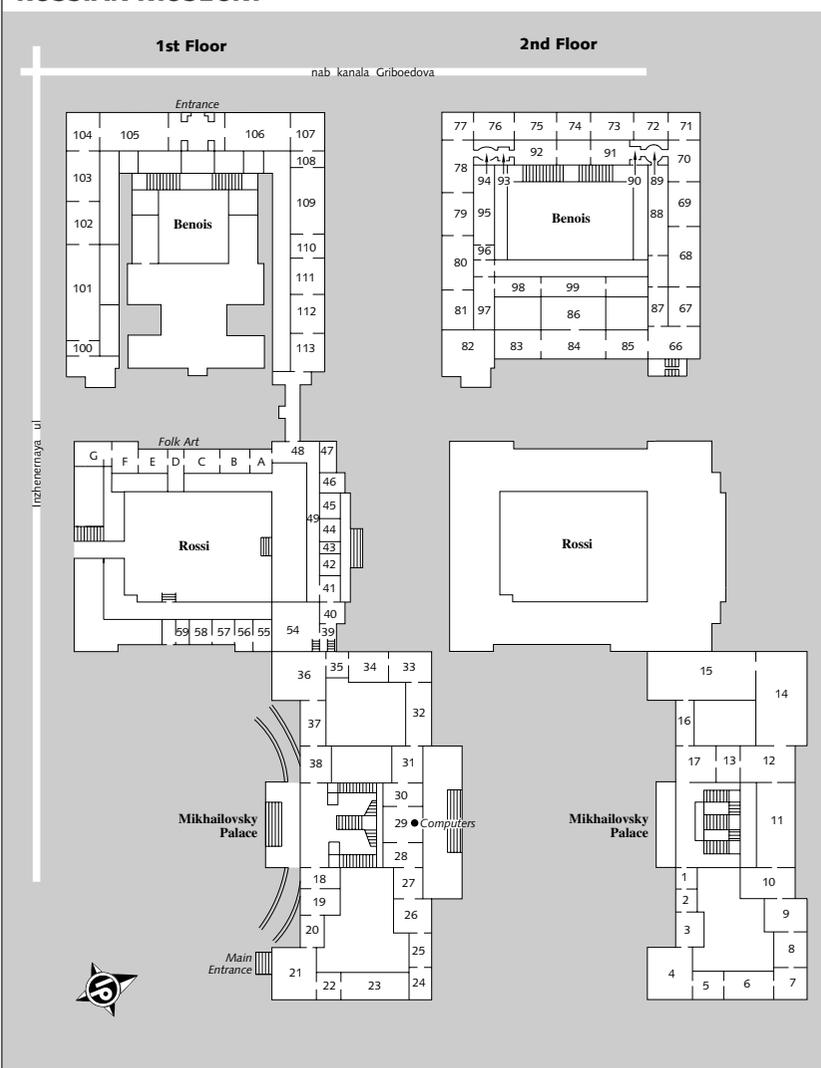 1st Floor
2nd Floor
nab kanala Griboedova
Entrance
104 105 106 107
108
103
109
102
Benois
110
101
111
112
100
113
77 76 75 74 73 72 71
92 91 70
78
94 93 90 89
69
79 95 88
Benois
96
80 68
98 99
81 97 86 87 67
82 83 84 85 66
Inzhenernaya ul
Folk Art
G F E D C B A
48 47
46
45
49
44
43
42
41
40
Rossi
59 58 57 56 55 54 39
Rossi
36 35 34 33
37 32
38 31
30
29 Computers
28
Mikhailovsky
Palace
18 27
19 26
20 25
Main
Entrance
21 22 23 24
15
14
16
17 13 12
11
Mikhailovsky
Palace
1 10
2
9
3
8
4 5 6 7
lp